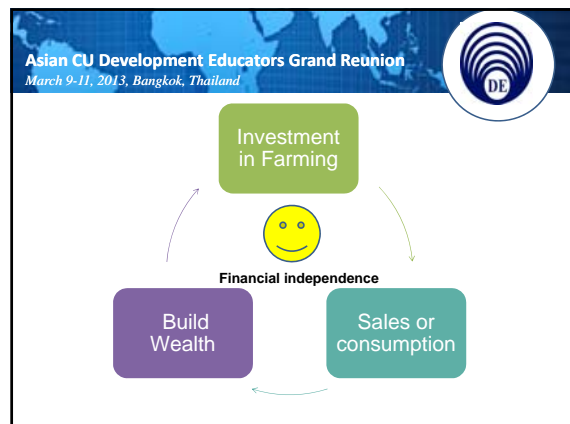 Asian CU Development Educators Grand Reunion
March 9-11, 2013, Bangkok, Thailand
DE
Investment
in Farming
Financial independence
Build
Wealth
Sales or
consumption